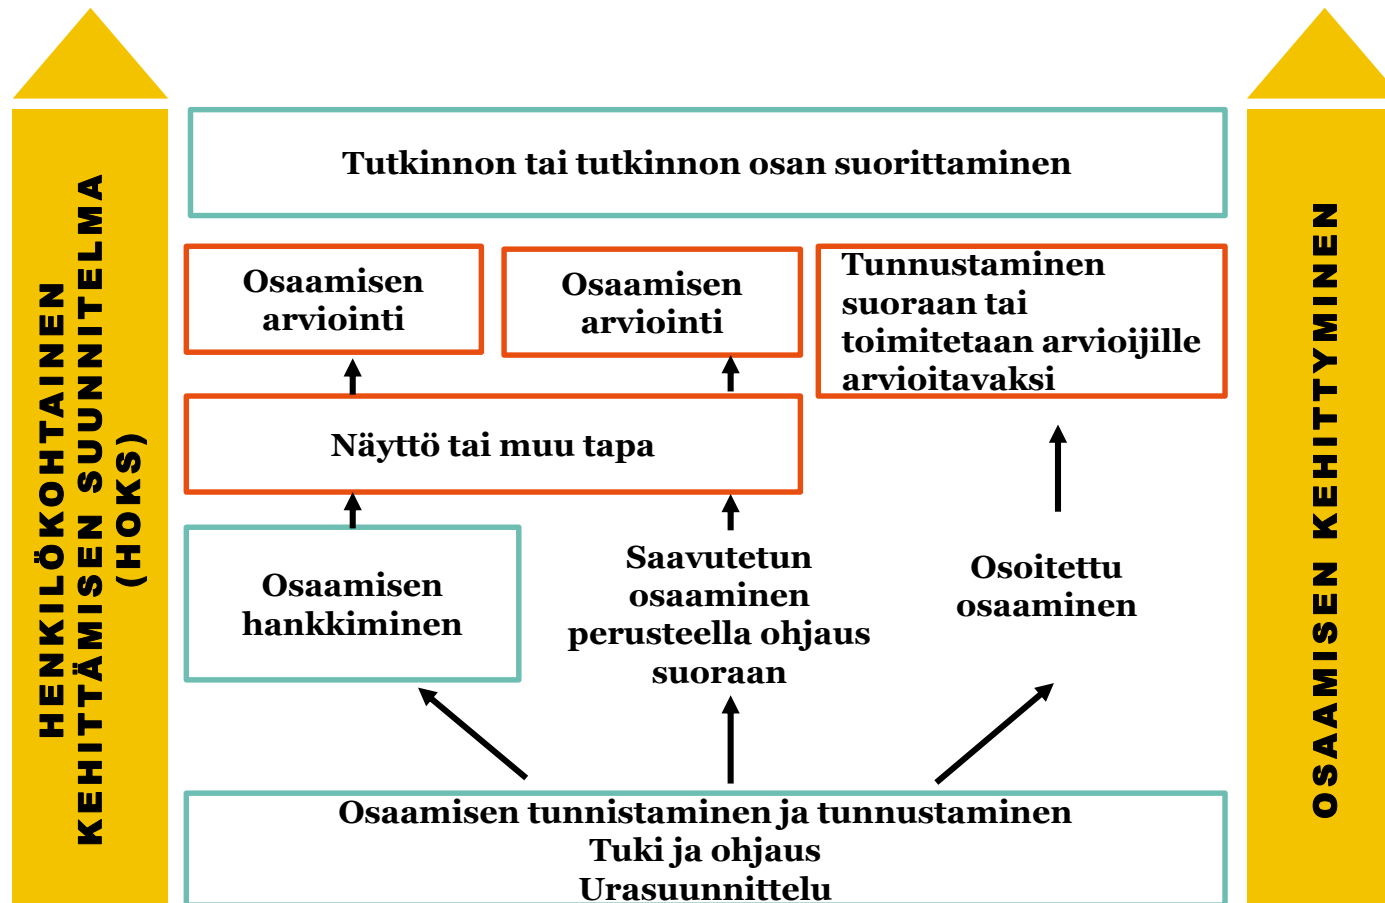 HENKILÖKOHTAINEN
KEHITTÄMISEN SUUNNITELMA
(HOKS)
Tutkinnon tai tutkinnon osan suorittaminen
Osaamisen
arviointi
Osaamisen
arviointi
Tunnustaminen
suoraan tai
toimitetaan arvioijille
arvioitavaksi
Näyttö tai muu tapa
Osaamisen
hankkiminen
Saavutetun
osaaminen
perusteella ohjaus
suoraan
Osoitettu
osaaminen
Osaamisen tunnistaminen ja tunnustaminen
Tuki ja ohjaus
Urasuunnittelu
OSAAMISEN KEHITTYMINEN